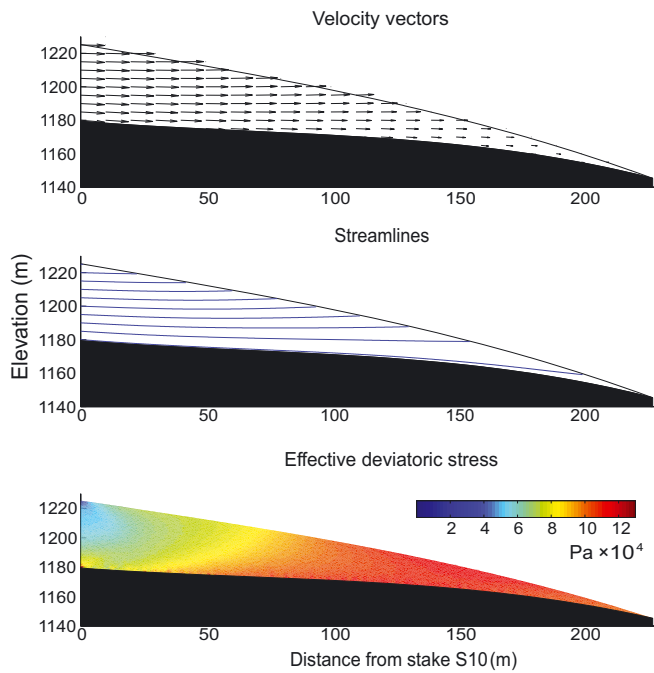 Velocity vectors
1220
1200
1180
1160
1140
0 50 100 150 200
Streamlines
Elevation (m)
1220
1200
1180
1160
1140
0 50 100 150 200
Effective deviatoric stress
1220
1200
1180
1160
1140
2 4 6 8 10 12
Pa ×10⁴
0 50 100 150 200
Distance from stake S10 (m)